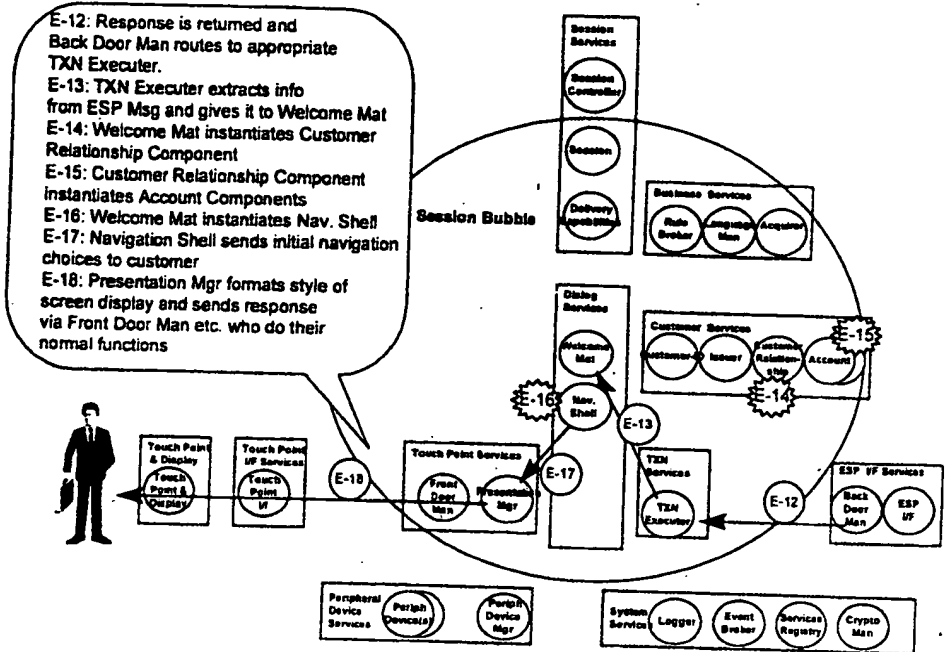 E-12: Response is returned and
Back Door Man routes to appropriate
TXN Executer.
E-13: TXN Executer extracts info
from ESP Msg and gives it to Welcome Mat
E-14: Welcome Mat instantiates Customer
Relationship Component
E-15: Customer Relationship Component
instantiates Account Components
E-16: Welcome Mat instantiates Nav. Shell
E-17: Navigation Shell sends initial navigation
choices to customer
E-18: Presentation Mgr formats style of
screen display and sends response
via Front Door Man etc. who do their
normal functions
Session
Services
Session
Controller
Session
Delivery
Capabilities
Session Bubble
Business Services
Rule
Broker
Language
Man
Acquirer
Dialog
Services
Welcome
Mat
Nav.
Shell
E-16
Customer Services
Customer
Issuer
Customer
Relation-
ship
Account
E-15
E-14
E-13
E-17
Touch Point
& Display
Touch
Point &
Display
Touch Point
I/F Services
Touch
Point
I/f
E-18
Touch Point Services
Front
Door
Man
Presentation
Mgr
TXN
Services
TXN
Executor
E-12
ESP I/F Services
Back
Door
Man
ESP
I/F
Peripheral
Device
Services
Periph
Device(s)
Periph
Device
Mgr
System
Services
Logger
Event
Broker
Services
Registry
Crypto
Man